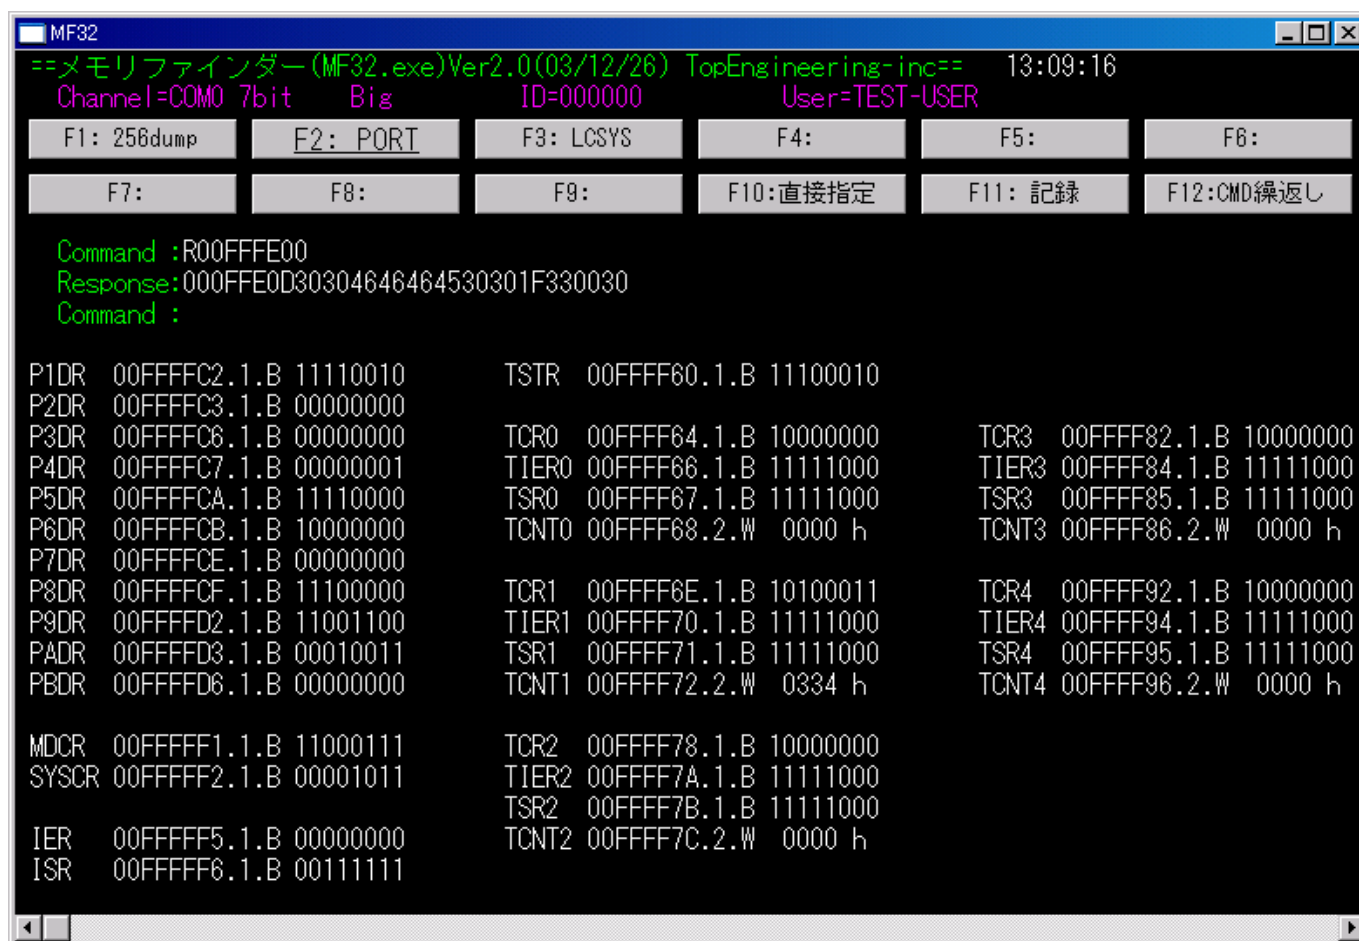 MF32
==メモリファインダー(MF32.exe)Ver2.0(03/12/26) TopEngineering-inc== 13:09:16
Channel=COM0 7bit Big ID=000000 User=TEST-USER
F1: 256dump F2: PORT F3: LCSYS F4: F5: F6:
F7: F8: F9: F10:直接指定 F11: 記録 F12:CMD繰返し
Command :R00FFFE00
Response:000FFE0D30304646464530301F330030
Command :
P1DR 00FFFFC2.1.B 11110010 TSTR 00FFFF60.1.B 11100010
P2DR 00FFFFC3.1.B 00000000
P3DR 00FFFFC6.1.B 00000000 TCR0 00FFFF64.1.B 10000000 TCR3 00FFFF82.1.B 10000000
P4DR 00FFFFC7.1.B 00000001 TIER0 00FFFF66.1.B 11111000 TIER3 00FFFF84.1.B 11111000
P5DR 00FFFFCA.1.B 11110000 TSR0 00FFFF67.1.B 11111000 TSR3 00FFFF85.1.B 11111000
P6DR 00FFFFCB.1.B 10000000 TCNT0 00FFFF68.2.W 0000 h TCNT3 00FFFF86.2.W 0000 h
P7DR 00FFFFCE.1.B 00000000
P8DR 00FFFFCF.1.B 11100000 TCR1 00FFFF6E.1.B 10100011 TCR4 00FFFF92.1.B 10000000
P9DR 00FFFFD2.1.B 11001100 TIER1 00FFFF70.1.B 11111000 TIER4 00FFFF94.1.B 11111000
PADR 00FFFFD3.1.B 00010011 TSR1 00FFFF71.1.B 11111000 TSR4 00FFFF95.1.B 11111000
PBDR 00FFFFD6.1.B 00000000 TCNT1 00FFFF72.2.W 0334 h TCNT4 00FFFF96.2.W 0000 h
MDCR 00FFFFF1.1.B 11000111 TCR2 00FFFF78.1.B 10000000
SYSCR 00FFFFF2.1.B 00001011 TIER2 00FFFF7A.1.B 11111000
TSR2 00FFFF7B.1.B 11111000
IER 00FFFFF5.1.B 00000000 TCNT2 00FFFF7C.2.W 0000 h
ISR 00FFFFF6.1.B 00111111